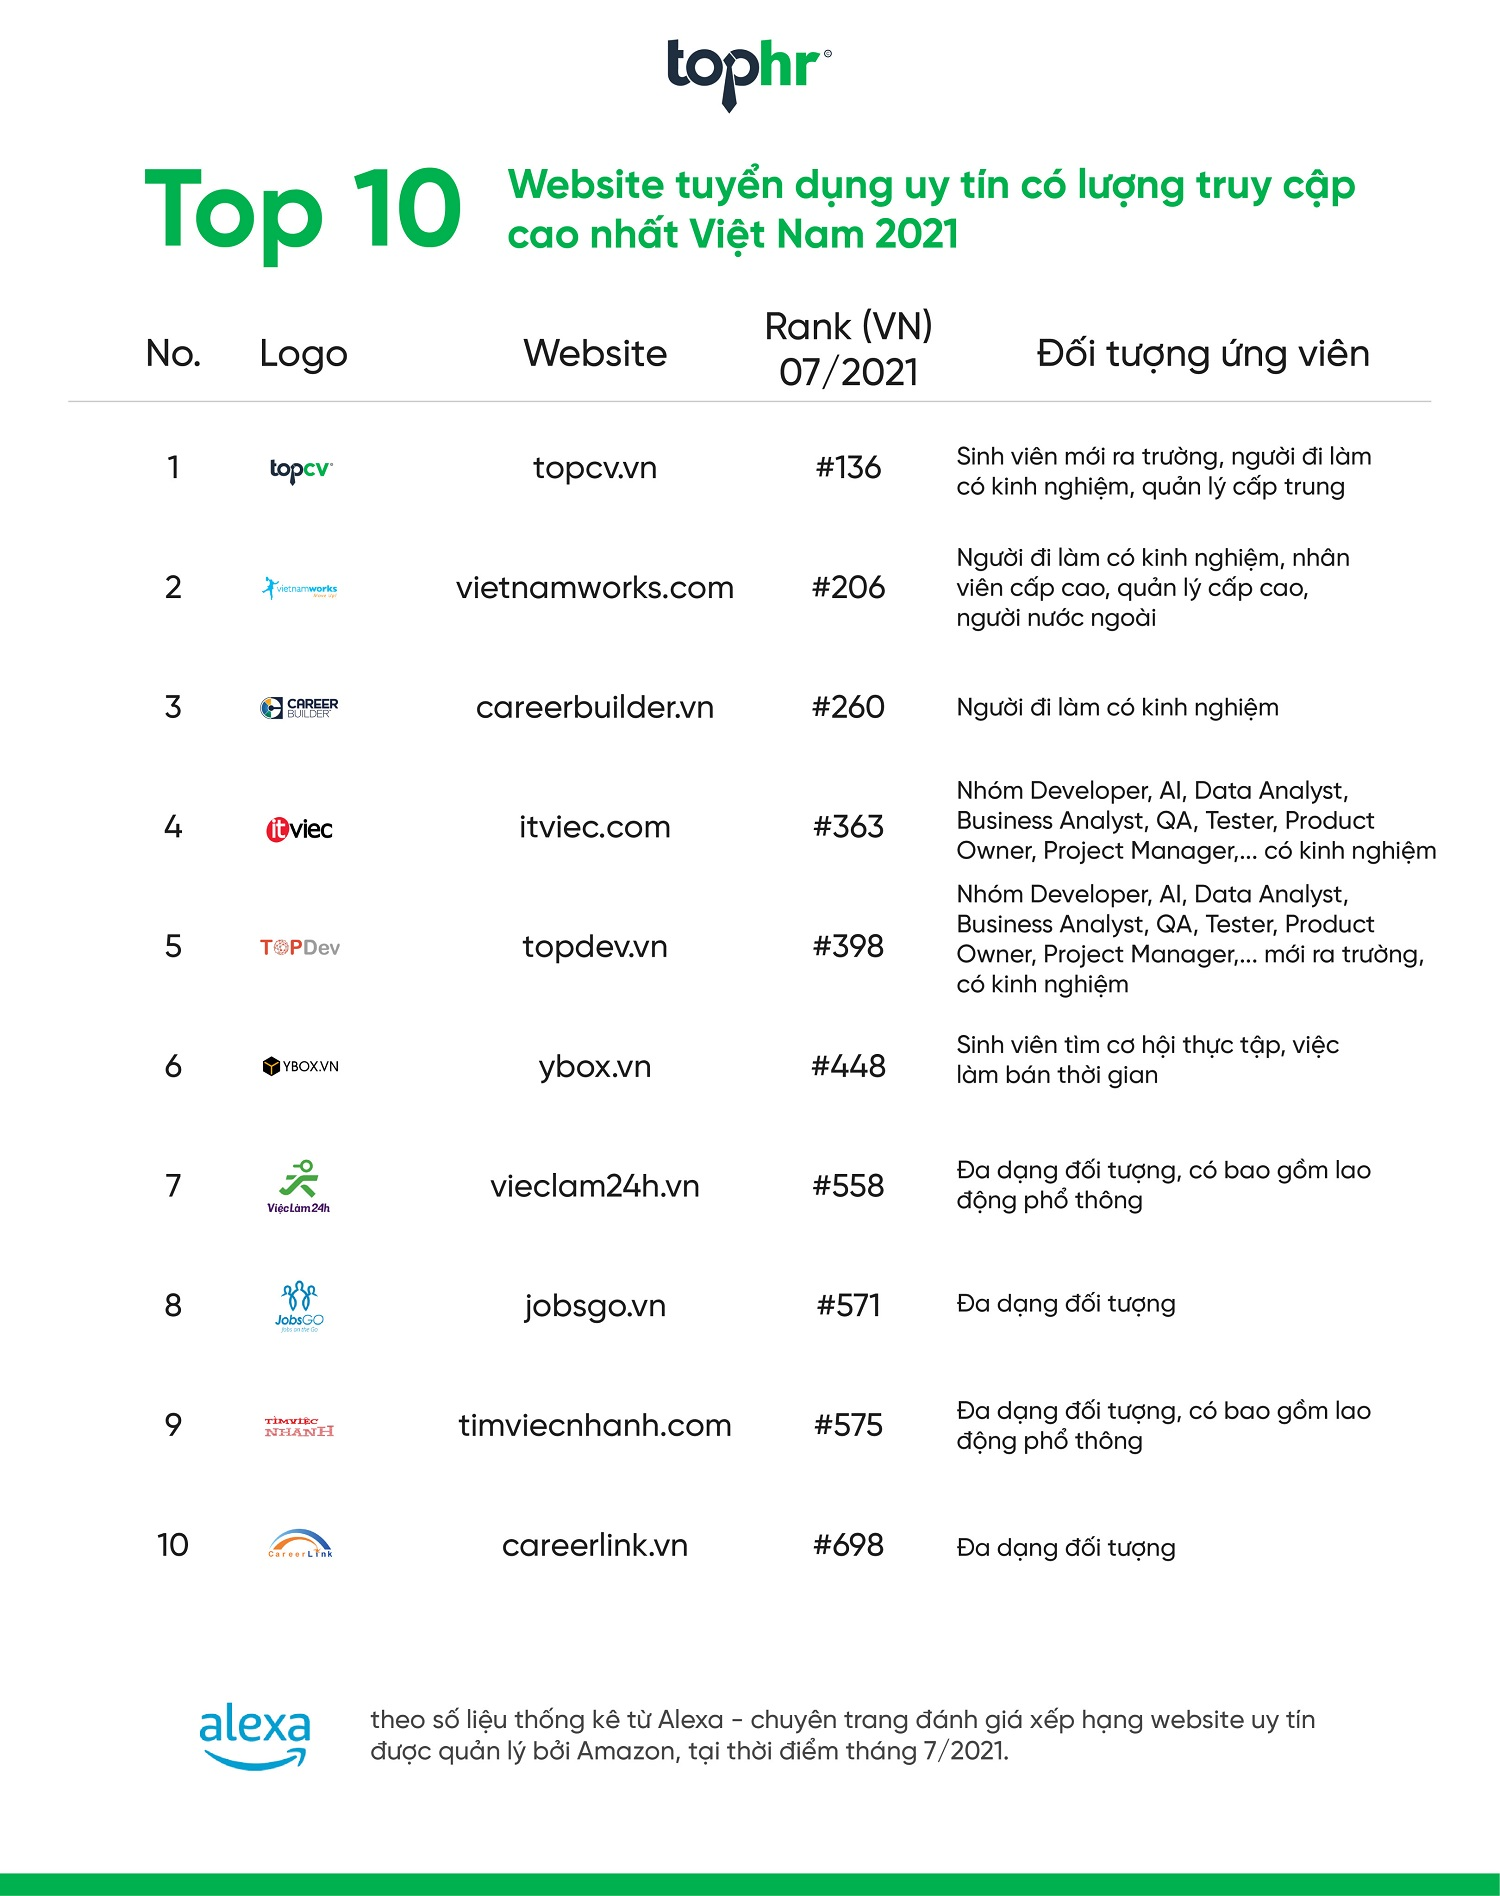 tophr
Top 10
Website tuyển dụng uy tín có lượng truy cập
cao nhất Việt Nam 2021
No.
Logo
Website
Rank (VN)
07/2021
Đối tượng ứng viên
1
topcv
topcv.vn
#136
Sinh viên mới ra trường, người đi làm
có kinh nghiệm, quản lý cấp trung
2
vietnamworks
topcv
vietnamworks.com
#206
Người đi làm có kinh nghiệm, nhân
viên cấp cao, quản lý cấp cao,
người nước ngoài
3
CAREER
BUILDER
careerbuilder.vn
#260
Người đi làm có kinh nghiệm
4
itviec
itviec.com
#363
Nhóm Developer, AI, Data Analyst,
Business Analyst, QA, Tester, Product
Owner, Project Manager,... có kinh nghiệm
5
TOPDev
topdev.vn
#398
Nhóm Developer, AI, Data Analyst,
Business Analyst, QA, Tester, Product
Owner, Project Manager,... mới ra trường,
có kinh nghiệm
6
YBOX.VN
ybox.vn
#448
Sinh viên tìm cơ hội thực tập, việc
làm bán thời gian
7
ViệcLàm24h
vieclam24h.vn
#558
Đa dạng đối tượng, có bao gồm lao
động phổ thông
8
JobsGO
Jobs on the Go
jobsgo.vn
#571
Đa dạng đối tượng
9
TÌMVIỆC
NHANH
timviecnhanh.com
#575
Đa dạng đối tượng, có bao gồm lao
động phổ thông
10
CareerLink
careerlink.vn
#698
Đa dạng đối tượng
alexa
theo số liệu thống kê từ Alexa - chuyên trang đánh giá xếp hạng website uy tín
được quản lý bởi Amazon, tại thời điểm tháng 7/2021.